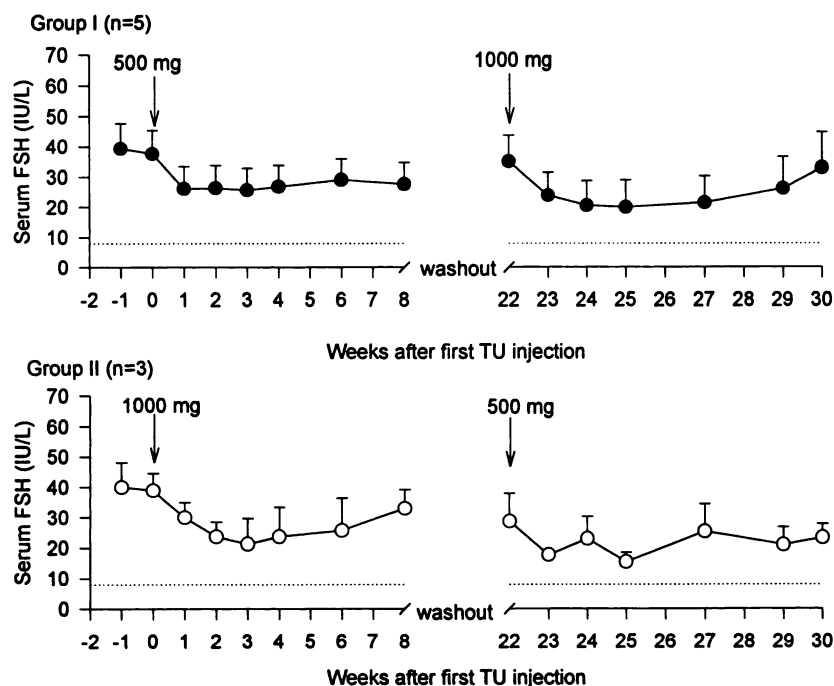 Group I (n=5)
Serum FSH (IU/L)
70
60
50
40
30
20
10
0
500 mg
1000 mg
washout
-2 -1 0 1 2 3 4 5 6 7 8 22 23 24 25 26 27 28 29 30
Weeks after first TU injection
Group II (n=3)
Serum FSH (IU/L)
70
60
50
40
30
20
10
0
1000 mg
500 mg
washout
-2 -1 0 1 2 3 4 5 6 7 8 22 23 24 25 26 27 28 29 30
Weeks after first TU injection